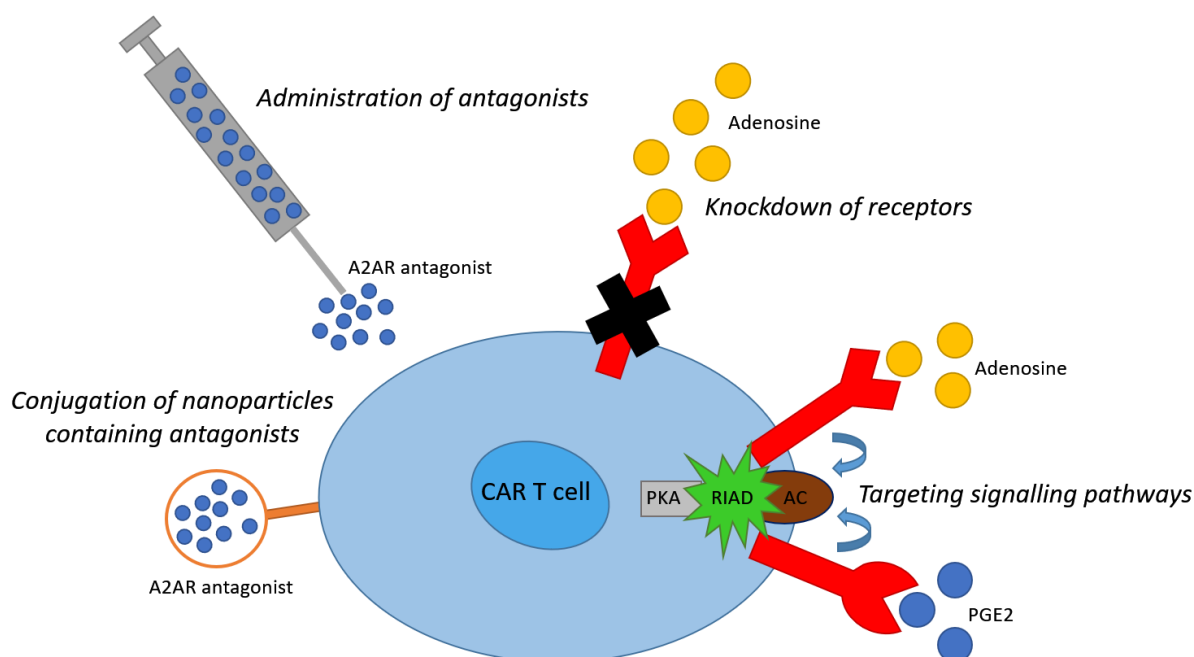 Administration of antagonists
Adenosine
Knockdown of receptors
A2AR antagonist
Adenosine
Conjugation of nanoparticles
containing antagonists
CAR T cell
PKA
RIAD
AC
Targeting signalling pathways
A2AR antagonist
PGE2